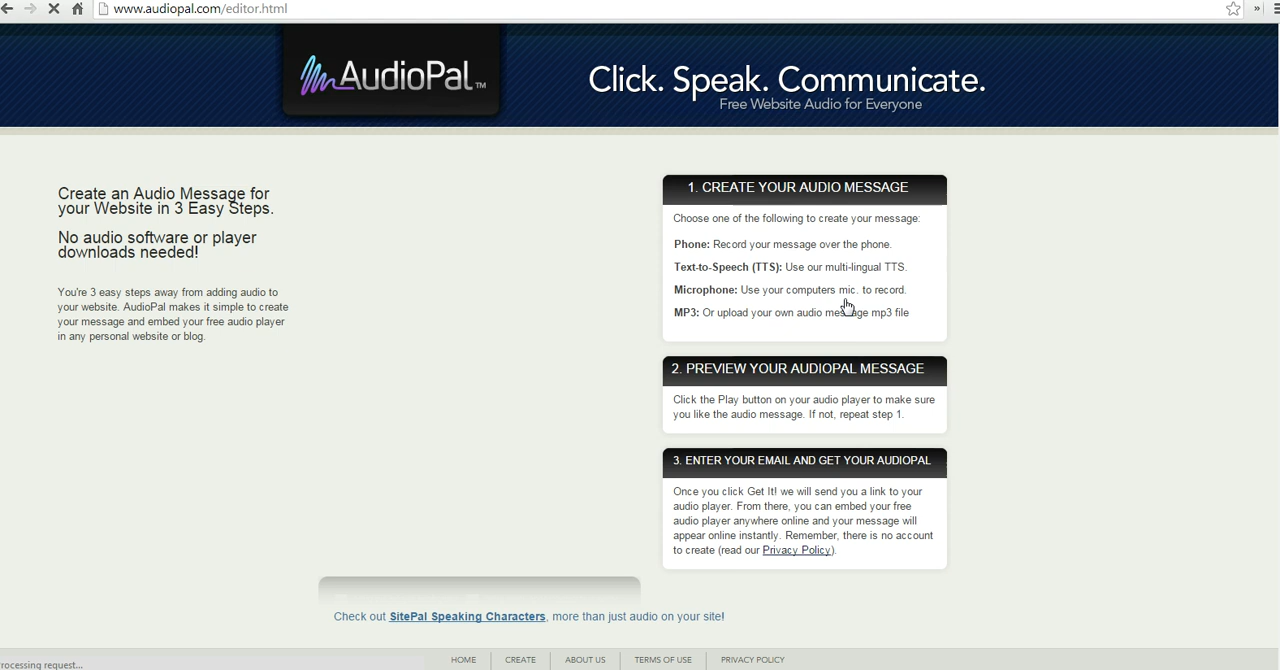 www.audiopal.com/editor.html
AudioPal™
Click. Speak. Communicate.
Free Website Audio for Everyone
Create an Audio Message for
your Website in 3 Easy Steps.
No audio software or player
downloads needed!
You're 3 easy steps away from adding audio to
your website. AudioPal makes it simple to create
your message and embed your free audio player
in any personal website or blog.
1. CREATE YOUR AUDIO MESSAGE
Choose one of the following to create your message:
Phone: Record your message over the phone.
Text-to-Speech (TTS): Use our multi-lingual TTS.
Microphone: Use your computers mic. to record.
MP3: Or upload your own audio message mp3 file
2. PREVIEW YOUR AUDIOPAL MESSAGE
Click the Play button on your audio player to make sure
you like the audio message. If not, repeat step 1.
3. ENTER YOUR EMAIL AND GET YOUR AUDIOPAL
Once you click Get It! we will send you a link to your
audio player. From there, you can embed your free
audio player anywhere online and your message will
appear online instantly. Remember, there is no account
to create (read our Privacy Policy).
Check out SitePal Speaking Characters, more than just audio on your site!
HOME CREATE ABOUT US TERMS OF USE PRIVACY POLICY
rocessing request...